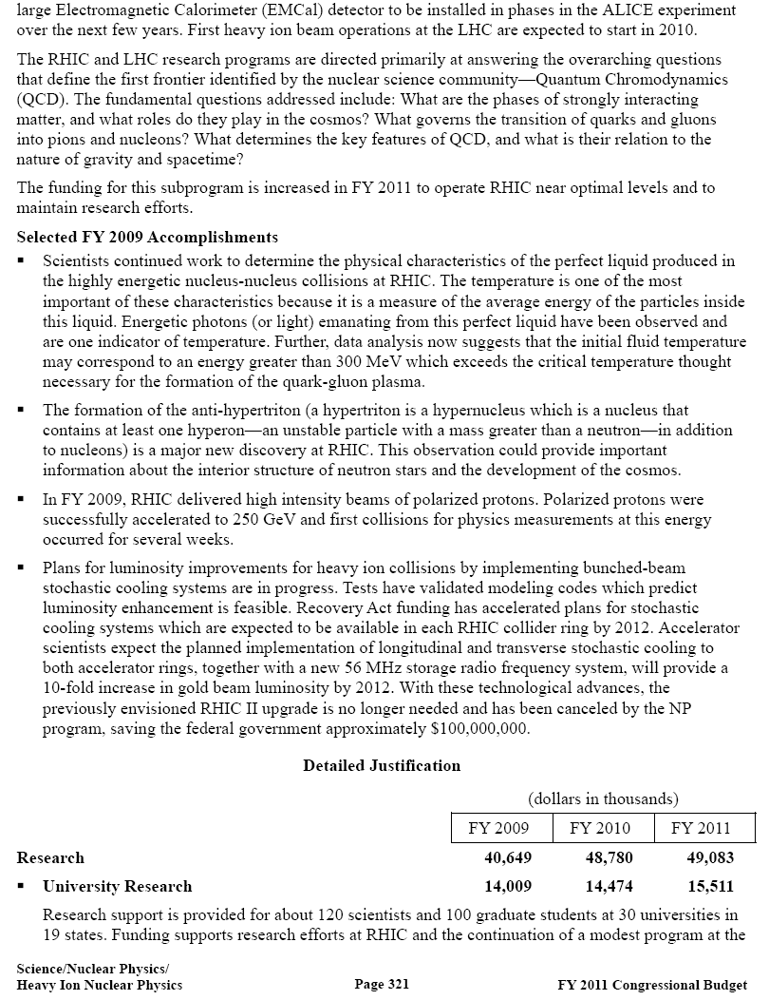 large Electromagnetic Calorimeter (EMCal) detector to be installed in phases in the ALICE experiment
over the next few years. First heavy ion beam operations at the LHC are expected to start in 2010.
The RHIC and LHC research programs are directed primarily at answering the overarching questions
that define the first frontier identified by the nuclear science community—Quantum Chromodynamics
(QCD). The fundamental questions addressed include: What are the phases of strongly interacting
matter, and what roles do they play in the cosmos? What governs the transition of quarks and gluons
into pions and nucleons? What determines the key features of QCD, and what is their relation to the
nature of gravity and spacetime?
The funding for this subprogram is increased in FY 2011 to operate RHIC near optimal levels and to
maintain research efforts.
Selected FY 2009 Accomplishments
▪ Scientists continued work to determine the physical characteristics of the perfect liquid produced in
the highly energetic nucleus-nucleus collisions at RHIC. The temperature is one of the most
important of these characteristics because it is a measure of the average energy of the particles inside
this liquid. Energetic photons (or light) emanating from this perfect liquid have been observed and
are one indicator of temperature. Further, data analysis now suggests that the initial fluid temperature
may correspond to an energy greater than 300 MeV which exceeds the critical temperature thought
necessary for the formation of the quark-gluon plasma.
▪ The formation of the anti-hypertriton (a hypertriton is a hypernucleus which is a nucleus that
contains at least one hyperon—an unstable particle with a mass greater than a neutron—in addition
to nucleons) is a major new discovery at RHIC. This observation could provide important
information about the interior structure of neutron stars and the development of the cosmos.
▪ In FY 2009, RHIC delivered high intensity beams of polarized protons. Polarized protons were
successfully accelerated to 250 GeV and first collisions for physics measurements at this energy
occurred for several weeks.
▪ Plans for luminosity improvements for heavy ion collisions by implementing bunched-beam
stochastic cooling systems are in progress. Tests have validated modeling codes which predict
luminosity enhancement is feasible. Recovery Act funding has accelerated plans for stochastic
cooling systems which are expected to be available in each RHIC collider ring by 2012. Accelerator
scientists expect the planned implementation of longitudinal and transverse stochastic cooling to
both accelerator rings, together with a new 56 MHz storage radio frequency system, will provide a
10-fold increase in gold beam luminosity by 2012. With these technological advances, the
previously envisioned RHIC II upgrade is no longer needed and has been canceled by the NP
program, saving the federal government approximately $100,000,000.
Detailed Justification
(dollars in thousands)
FY 2009 FY 2010 FY 2011
Research 40,649 48,780 49,083
▪ University Research 14,009 14,474 15,511
Research support is provided for about 120 scientists and 100 graduate students at 30 universities in
19 states. Funding supports research efforts at RHIC and the continuation of a modest program at the
Science/Nuclear Physics/
Heavy Ion Nuclear Physics Page 321 FY 2011 Congressional Budget